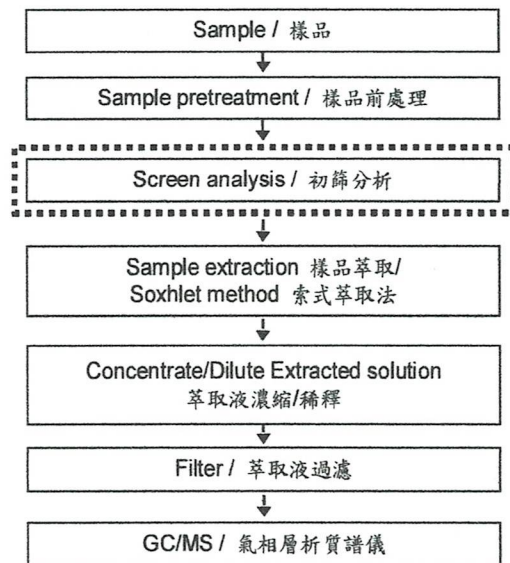 Sample / 樣品
Sample pretreatment / 樣品前處理
Screen analysis / 初篩分析
Sample extraction 樣品萃取/
Soxhlet method 索式萃取法
Concentrate/Dilute Extracted solution
萃取液濃縮/稀釋
Filter / 萃取液過濾
GC/MS / 氣相層析質譜儀